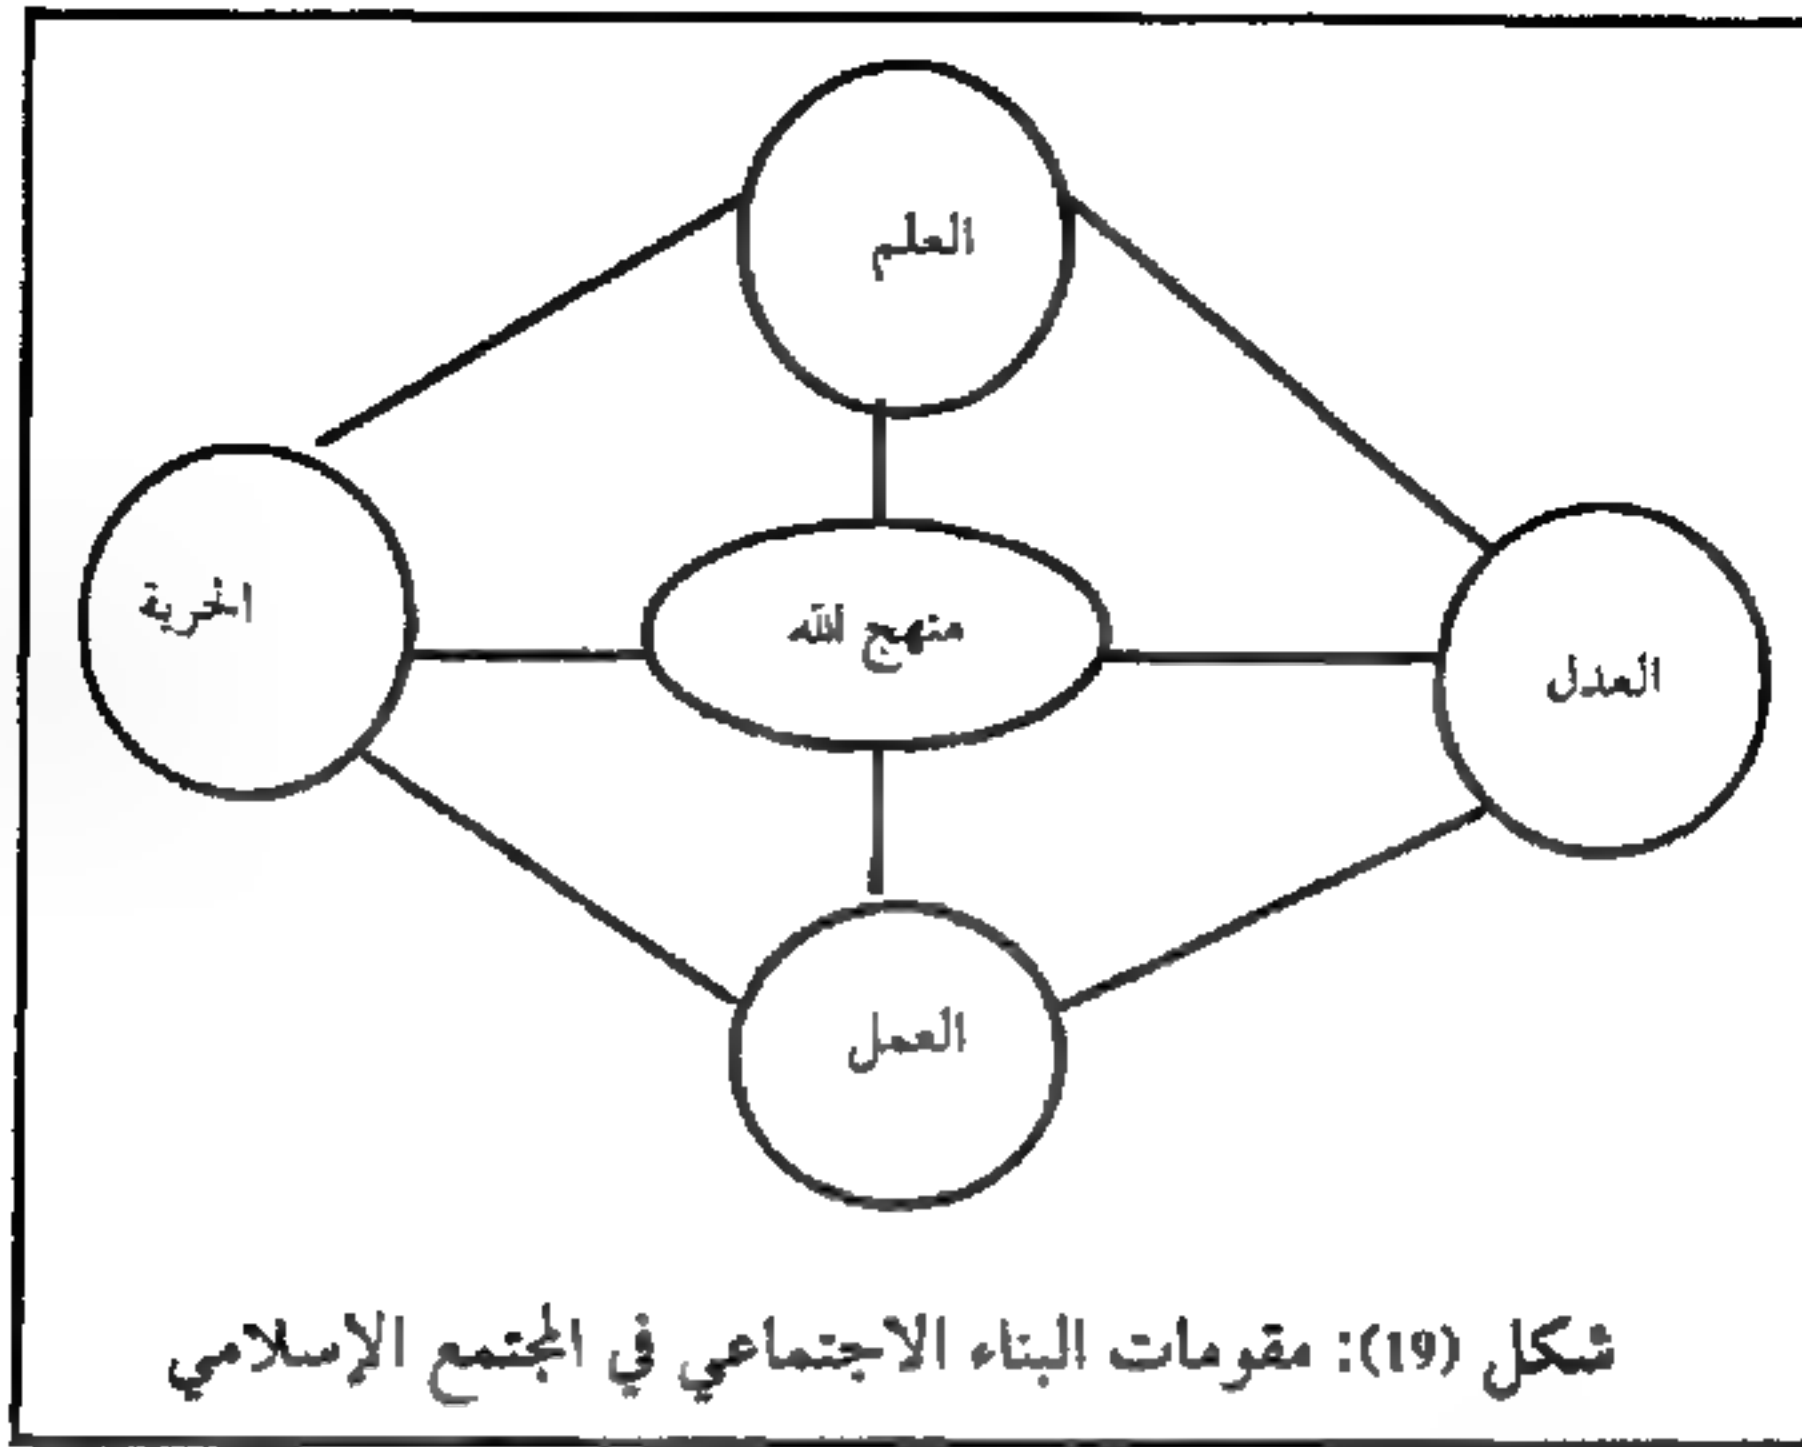 العلم
الحرية
منهج الله
العدل
العمل
شكل (19): مقومات البناء الاجتماعي في المجتمع الإسلامي